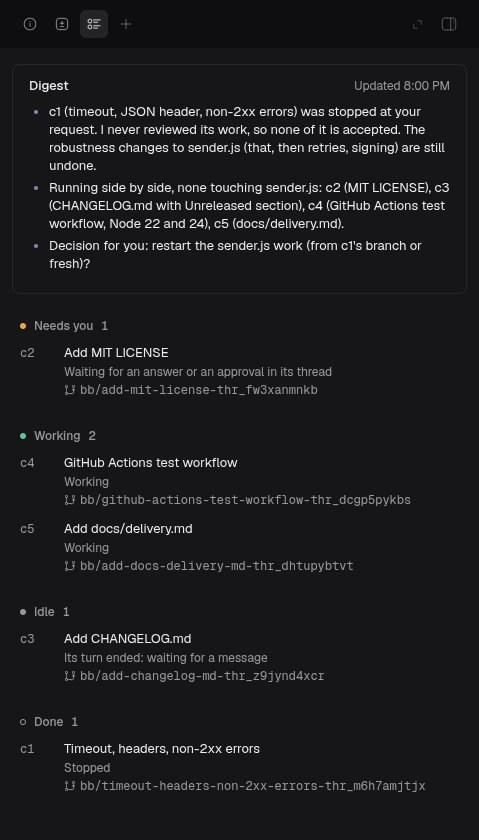 Digest
Updated 8:00 PM
c1 (timeout, JSON header, non-2xx errors) was stopped at your
request. I never reviewed its work, so none of it is accepted. The
robustness changes to sender.js (that, then retries, signing) are still
undone.
Running side by side, none touching sender.js: c2 (MIT LICENSE), c3
(CHANGELOG.md with Unreleased section), c4 (GitHub Actions test
workflow, Node 22 and 24), c5 (docs/delivery.md).
Decision for you: restart the sender.js work (from c1's branch or
fresh)?
Needs you 1
c2 Add MIT LICENSE
Waiting for an answer or an approval in its thread
bb/add-mit-license-thr_fw3xanmnkb
Working 2
c4 GitHub Actions test workflow
Working
bb/github-actions-test-workflow-thr_dcgp5pykbs
c5 Add docs/delivery.md
Working
bb/add-docs-delivery-md-thr_dhtupybtvt
Idle 1
c3 Add CHANGELOG.md
Its turn ended: waiting for a message
bb/add-changelog-md-thr_z9jynd4xcr
Done 1
c1 Timeout, headers, non-2xx errors
Stopped
bb/timeout-headers-non-2xx-errors-thr_m6h7amjtjx